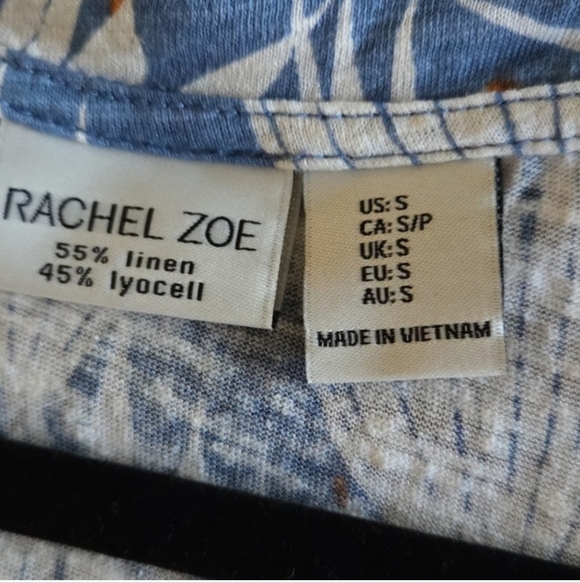 RACHEL ZOE
55% linen
45% lyocell
US: S
CA: S/P
UK: S
EU: S
AU: S
MADE IN VIETNAM